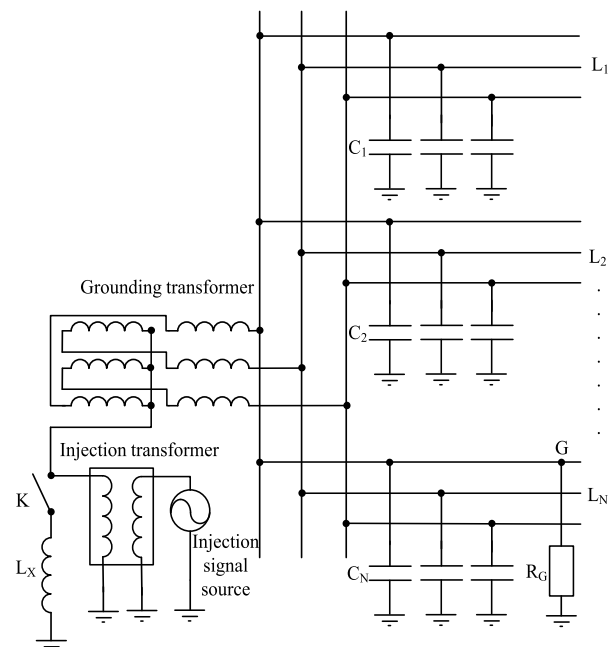 L1
C1
L2
Grounding transformer
C2
Injection transformer
G
K
LN
Injection
signal
source
LX
CN
RG